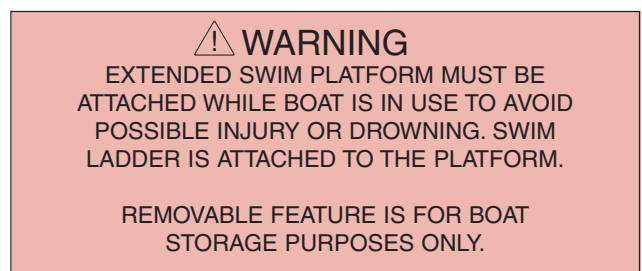 ⚠ WARNING
EXTENDED SWIM PLATFORM MUST BE
ATTACHED WHILE BOAT IS IN USE TO AVOID
POSSIBLE INJURY OR DROWNING. SWIM
LADDER IS ATTACHED TO THE PLATFORM.
REMOVABLE FEATURE IS FOR BOAT
STORAGE PURPOSES ONLY.